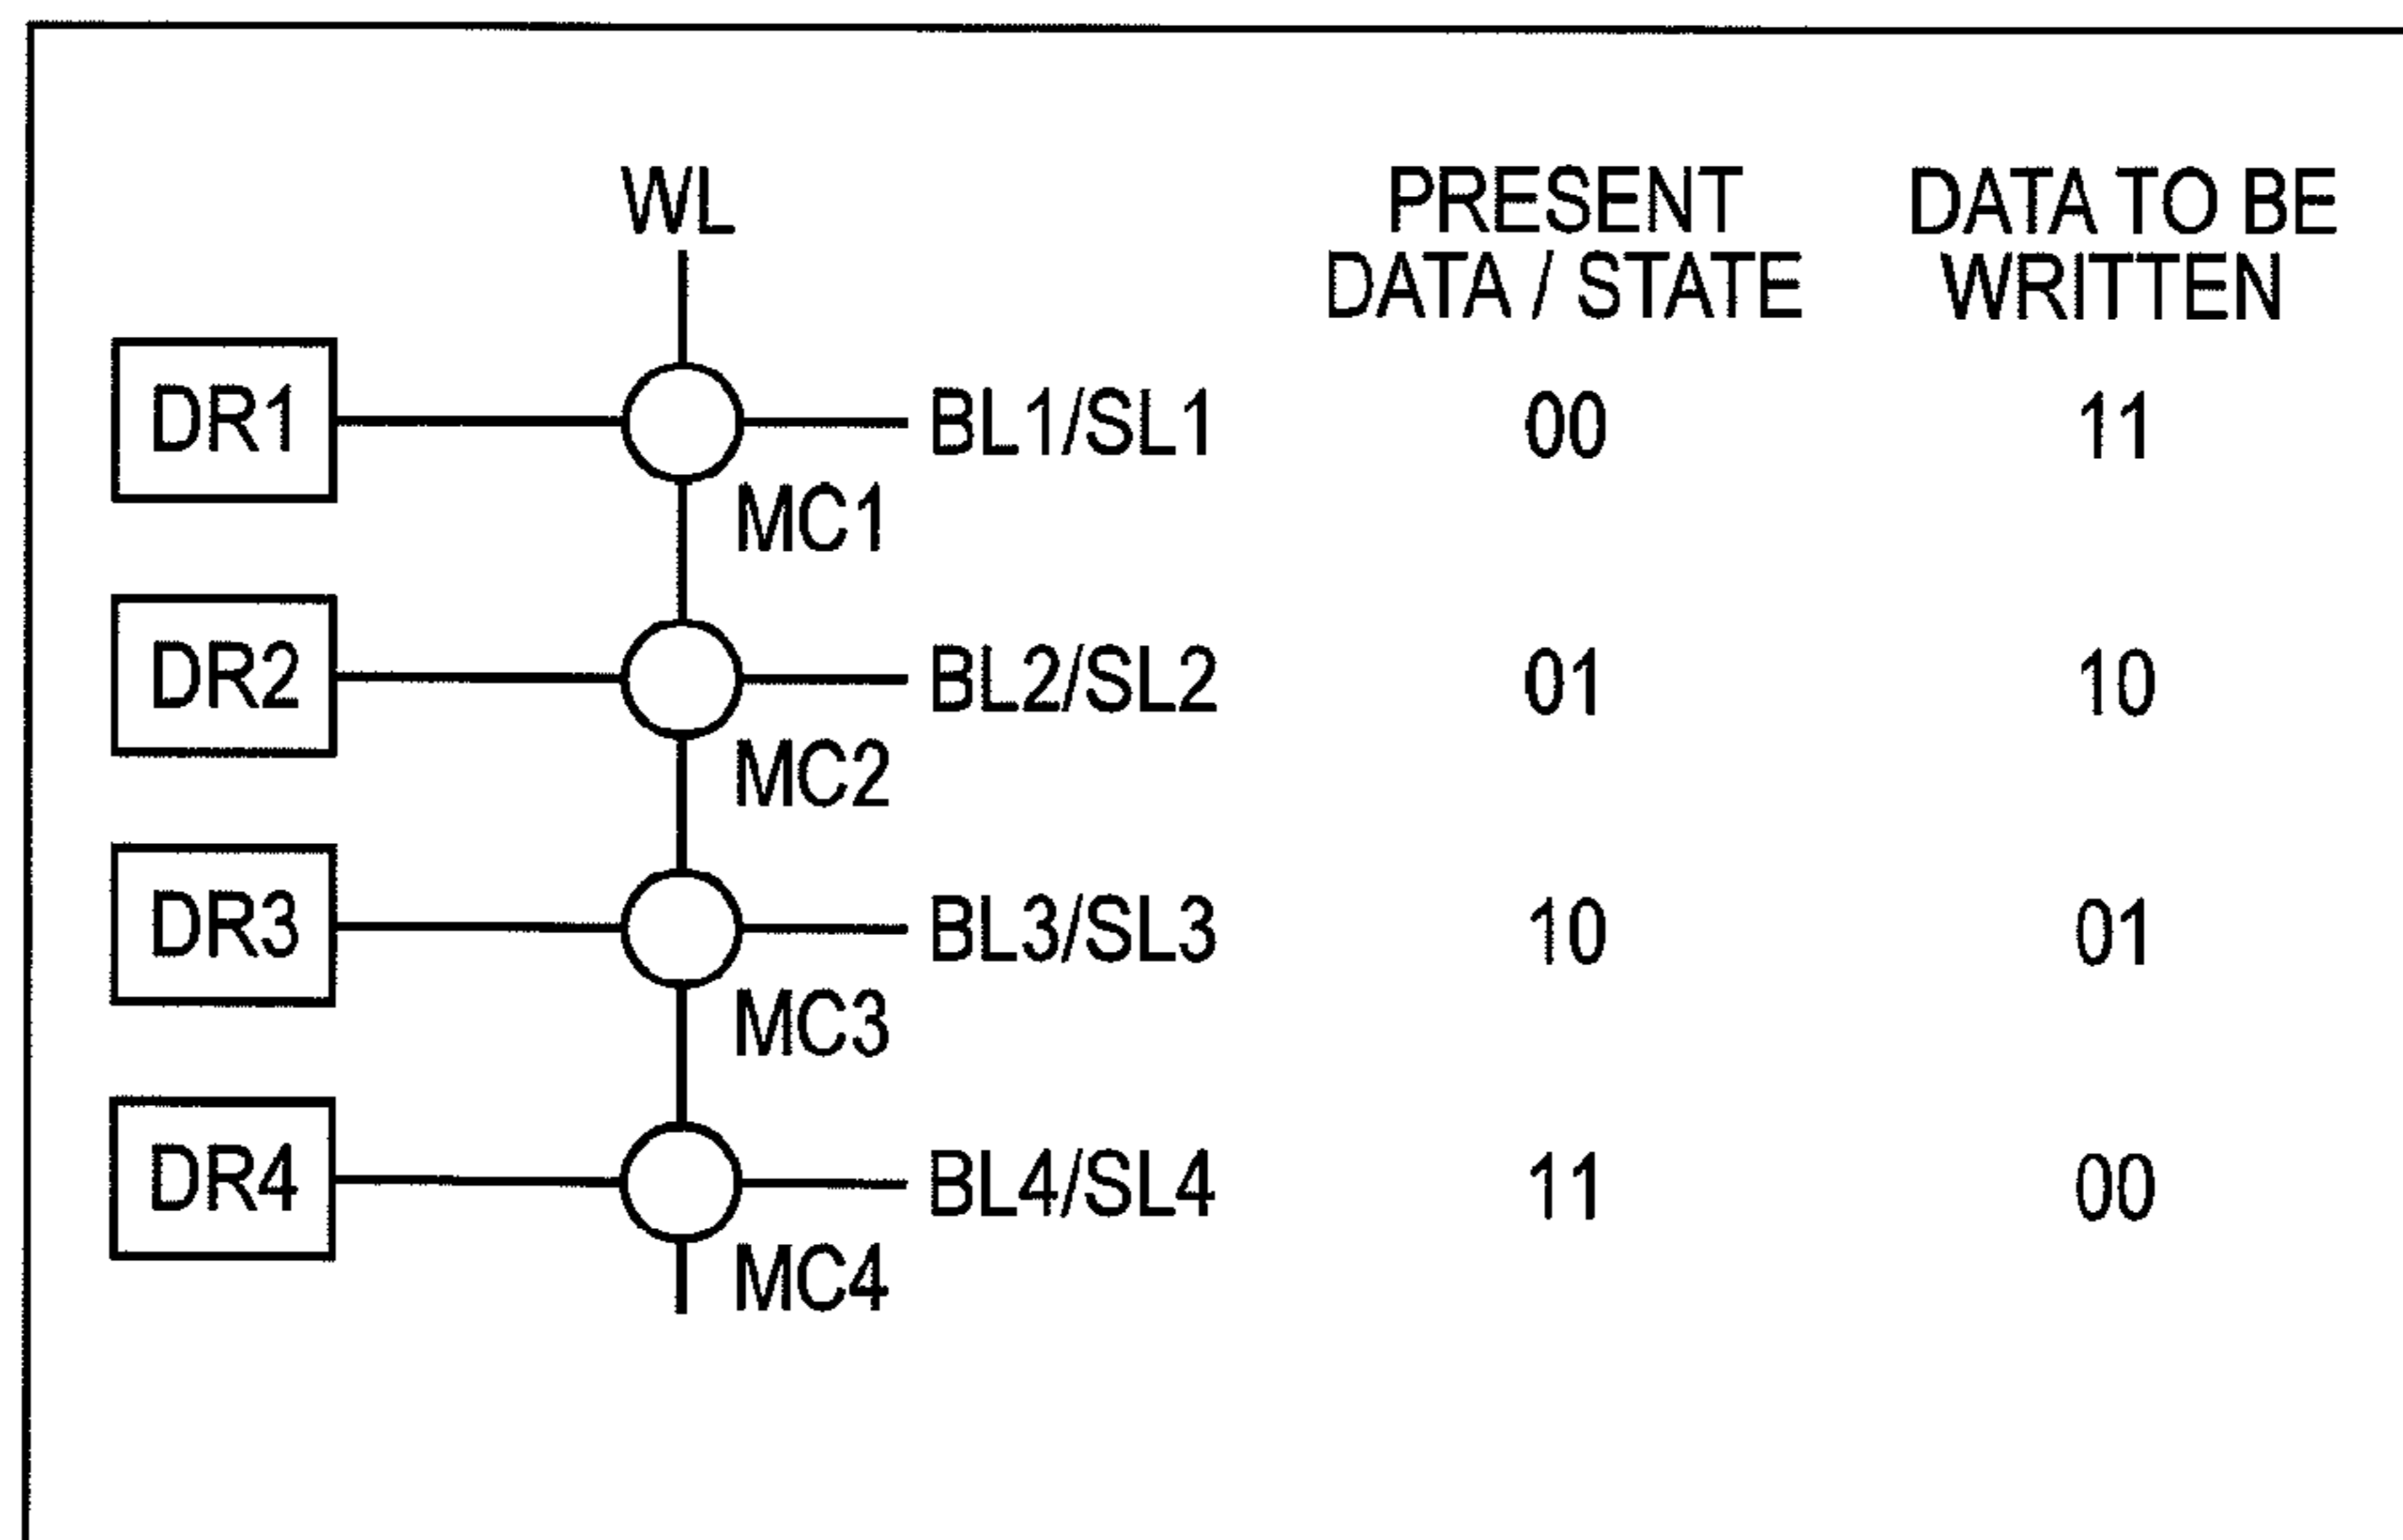 WL PRESENT DATA TO BE
DATA / STATE WRITTEN
DR1 BL1/SL1 00 11
MC1
DR2 BL2/SL2 01 10
MC2
DR3 BL3/SL3 10 01
MC3
DR4 BL4/SL4 11 00
MC4